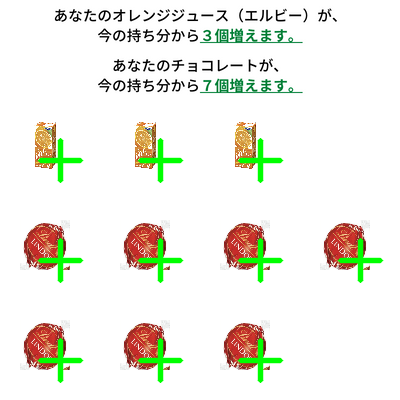 あなたのオレンジジュース（エルビー）が、
今の持ち分から３個増えます。
あなたのチョコレートが、
今の持ち分から７個増えます。